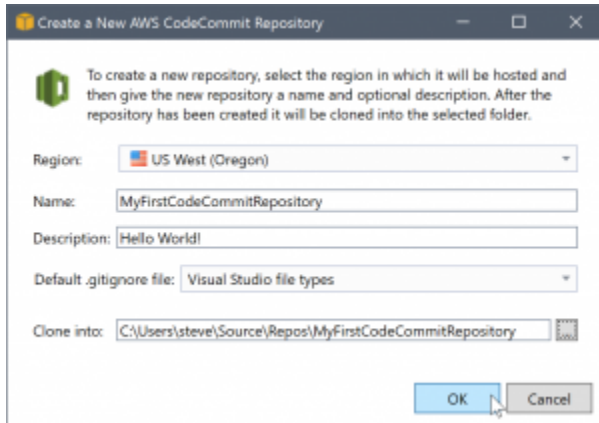 Create a New AWS CodeCommit Repository
To create a new repository, select the region in which it will be hosted and
then give the new repository a name and optional description. After the
repository has been created it will be cloned into the selected folder.
Region: US West (Oregon)
Name: MyFirstCodeCommitRepository
Description: Hello World!
Default .gitignore file: Visual Studio file types
Clone into: C:\Users\steve\Source\Repos\MyFirstCodeCommitRepository ...
OK Cancel